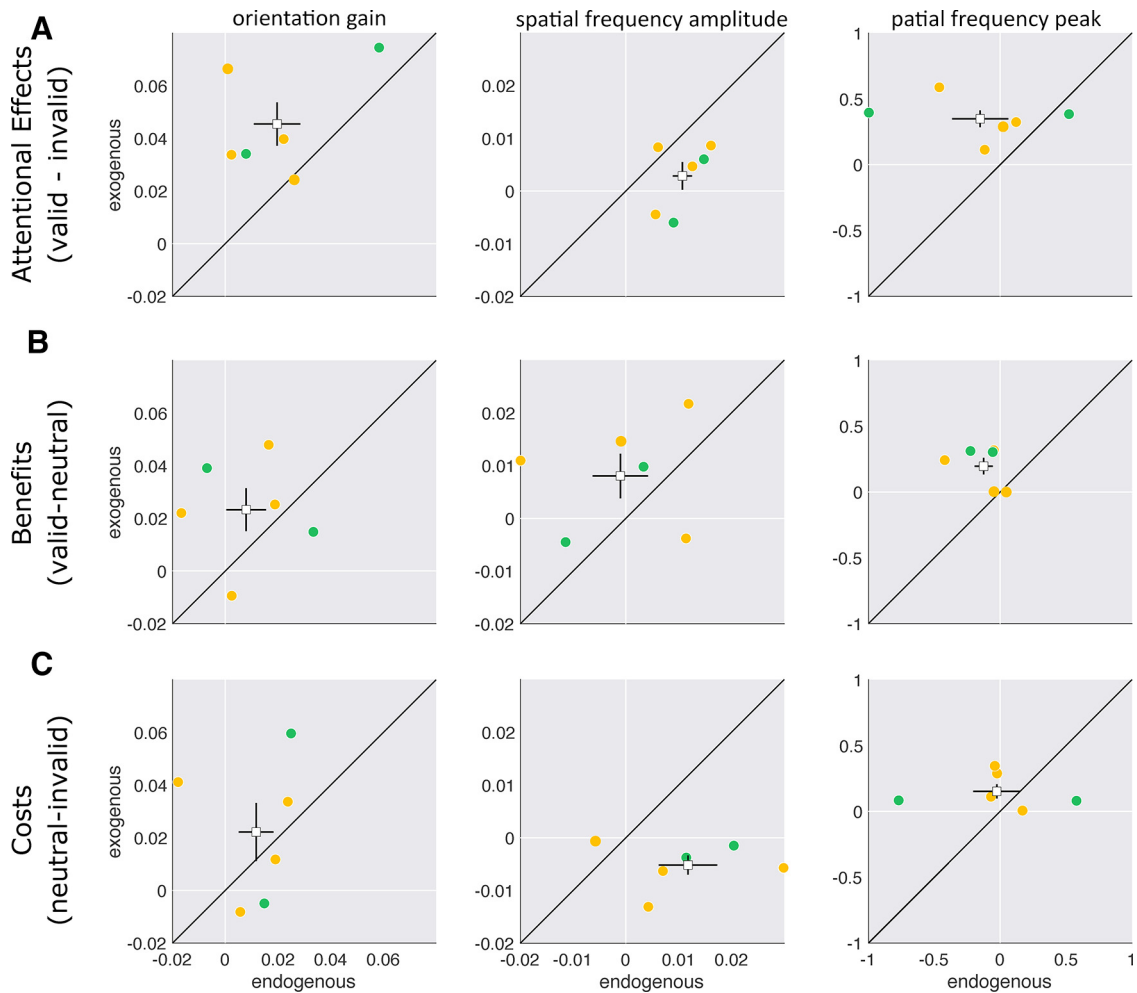 A
orientation gain
spatial frequency amplitude
patial frequency peak
Attentional Effects
(valid - invalid)
exogenous
0.06
0.04
0.02
0
-0.02
0.02
0.01
0
-0.01
-0.02
1
0.5
0
-0.5
-1
B
Benefits
(valid-neutral)
exogenous
0.06
0.04
0.02
0
-0.02
0.02
0.01
0
-0.01
-0.02
1
0.5
0
-0.5
-1
C
Costs
(neutral-invalid)
exogenous
0.06
0.04
0.02
0
-0.02
0.02
0.01
0
-0.01
-0.02
1
0.5
0
-0.5
-1
-0.02 0 0.02 0.04 0.06
-0.02 0 0.02
-1 -0.5 0 0.5 1
endogenous
endogenous
endogenous